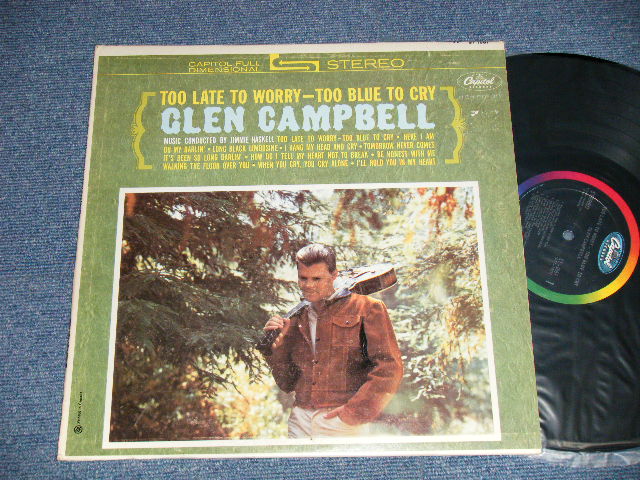 CAPITOL FULL
DIMENSIONAL
STEREO
Capitol
RECORDS
TOO LATE TO WORRY—TOO BLUE TO CRY
GLEN CAMPBELL
MUSIC CONDUCTED BY JIMMIE HASKELL TOO LATE TO WORRY—TOO BLUE TO CRY • HERE I AM
OH MY DARLIN' • LONG BLACK LIMOUSINE • I HANG MY HEAD AND CRY • TOMORROW NEVER COMES
IT'S BEEN SO LONG DARLIN' • HOW DO I TELL MY HEART NOT TO BREAK • BE HONEST WITH ME
WALKING THE FLOOR OVER YOU • WHEN YOU CRY, YOU CRY ALONE • I'LL HOLD YOU IN MY HEART
Capitol